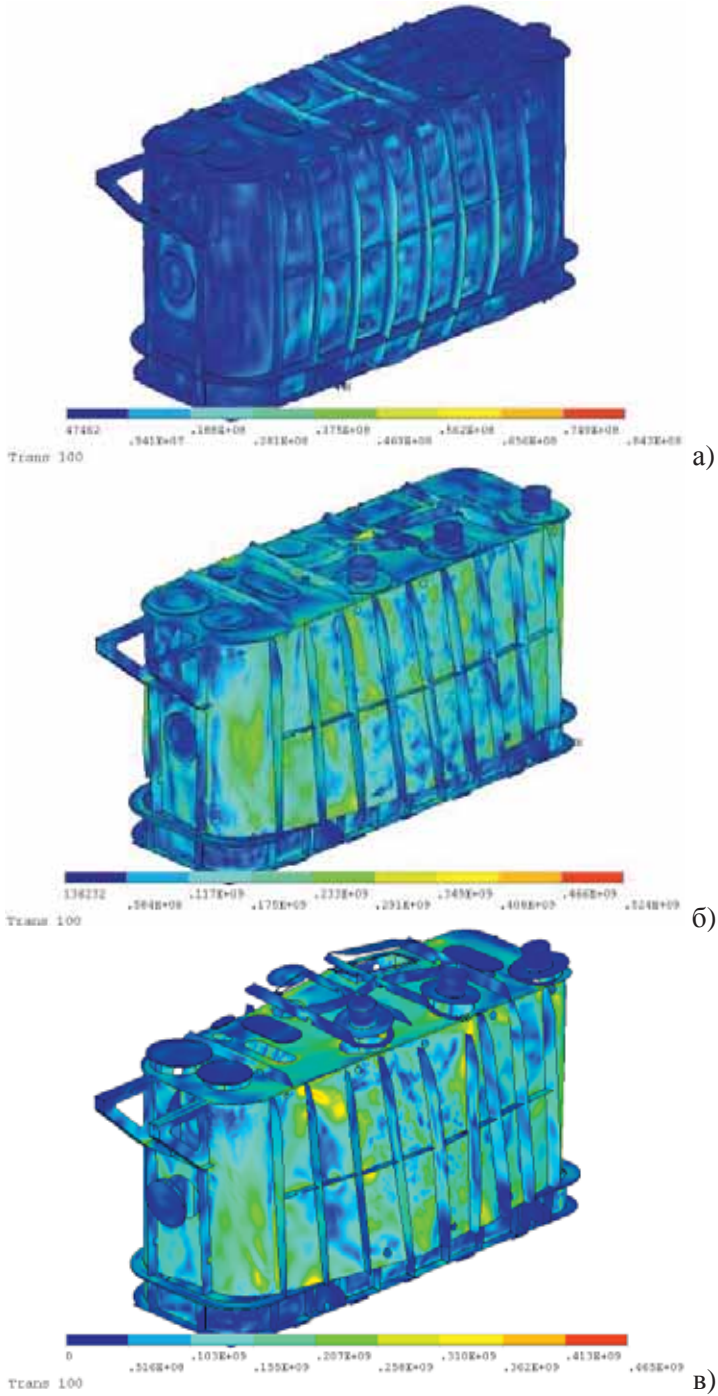 47462 .188E+08 .375E+08 .562E+08 .749E+08
.941E+07 .281E+08 .469E+08 .656E+08 .843E+08
Trans 100
а)
136232 .117E+09 .233E+09 .349E+09 .466E+09
.584E+08 .175E+09 .291E+09 .408E+09 .524E+09
Trans 100
б)
0 .103E+09 .207E+09 .310E+09 .413E+09
.516E+08 .155E+09 .258E+09 .362E+09 .465E+09
Trans 100
в)